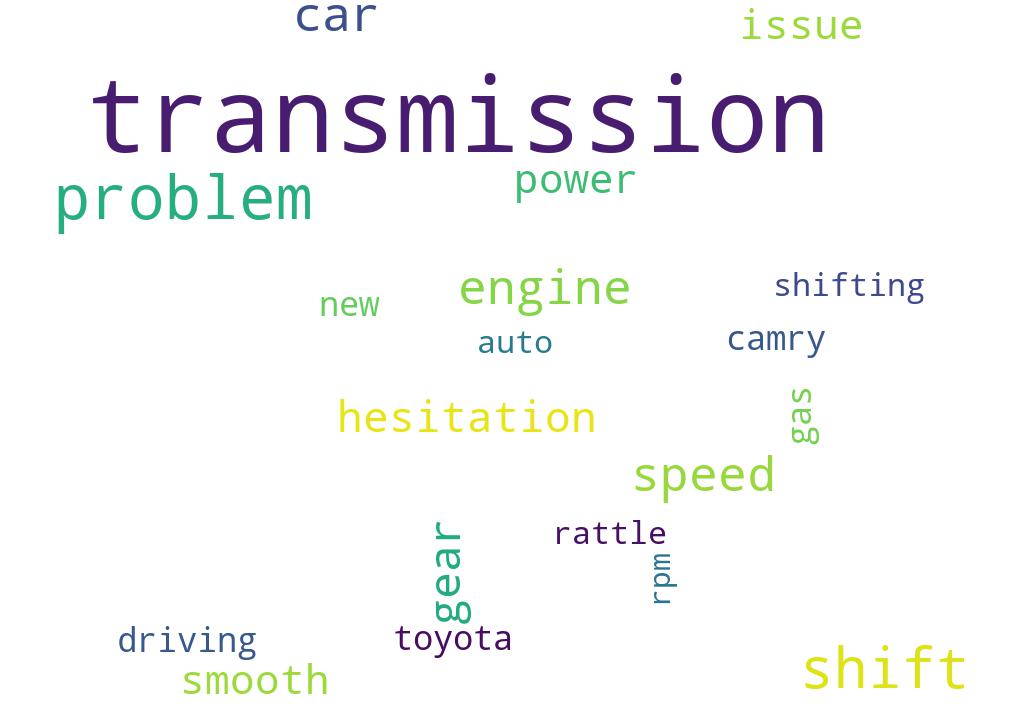 car
issue
transmission
problem
power
engine
shifting
new
auto
camry
gas
hesitation
speed
gear
rattle
rpm
driving
toyota
smooth
shift